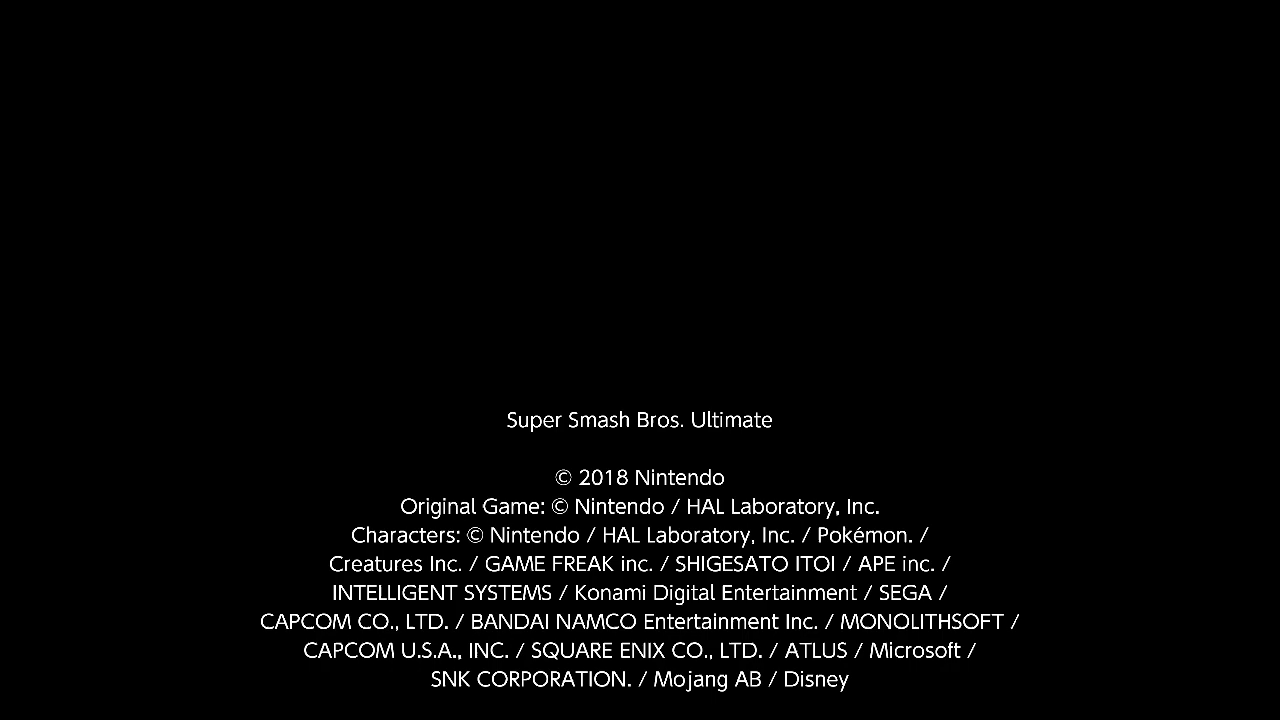 Super Smash Bros. Ultimate
© 2018 Nintendo
Original Game: © Nintendo / HAL Laboratory, Inc.
Characters: © Nintendo / HAL Laboratory, Inc. / Pokémon. /
Creatures Inc. / GAME FREAK inc. / SHIGESATO ITOI / APE inc. /
INTELLIGENT SYSTEMS / Konami Digital Entertainment / SEGA /
CAPCOM CO., LTD. / BANDAI NAMCO Entertainment Inc. / MONOLITHSOFT /
CAPCOM U.S.A., INC. / SQUARE ENIX CO., LTD. / ATLUS / Microsoft /
SNK CORPORATION. / Mojang AB / Disney